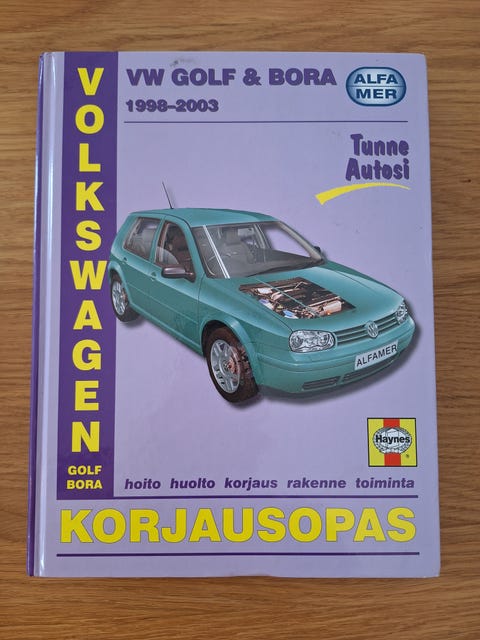 VOLKSWAGEN
GOLF
BORA
VW GOLF & BORA
1998–2003
ALFA
MER
Tunne
Autosi
ALFAMER
Haynes
®
hoito huolto korjaus rakenne toiminta
KORJAUSOPAS